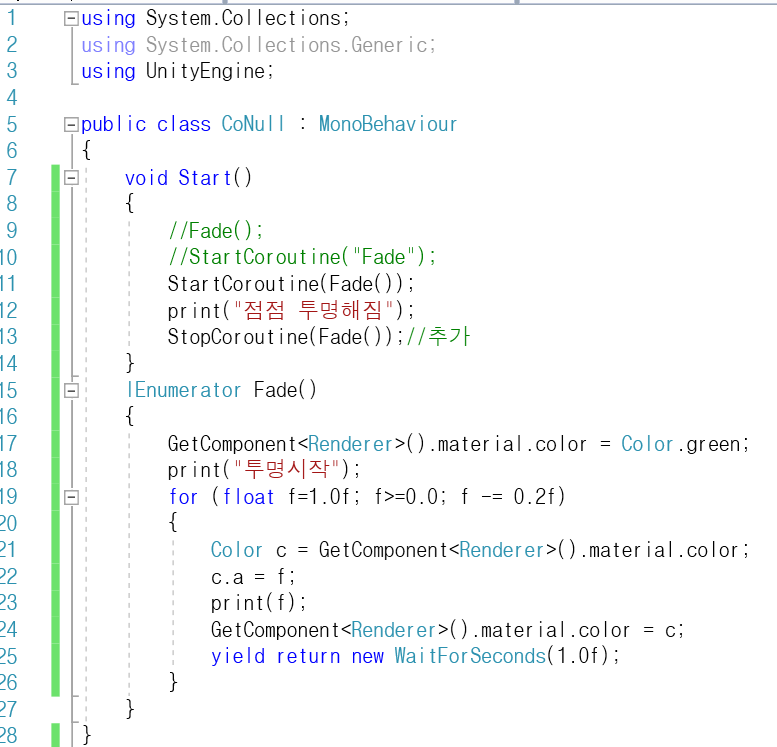 1 using System.Collections;
2 using System.Collections.Generic;
3 using UnityEngine;
4
5 public class CoNull : MonoBehaviour
6 {
7 void Start()
8 {
9 //Fade();
10 //StartCoroutine("Fade");
11 StartCoroutine(Fade());
12 print("점점 투명해짐");
13 StopCoroutine(Fade());//추가
14 }
15 IEnumerator Fade()
16 {
17 GetComponent<Renderer>().material.color = Color.green;
18 print("투명시작");
19 for (float f=1.0f; f>=0.0; f -= 0.2f)
20 {
21 Color c = GetComponent<Renderer>().material.color;
22 c.a = f;
23 print(f);
24 GetComponent<Renderer>().material.color = c;
25 yield return new WaitForSeconds(1.0f);
26 }
27 }
28 }